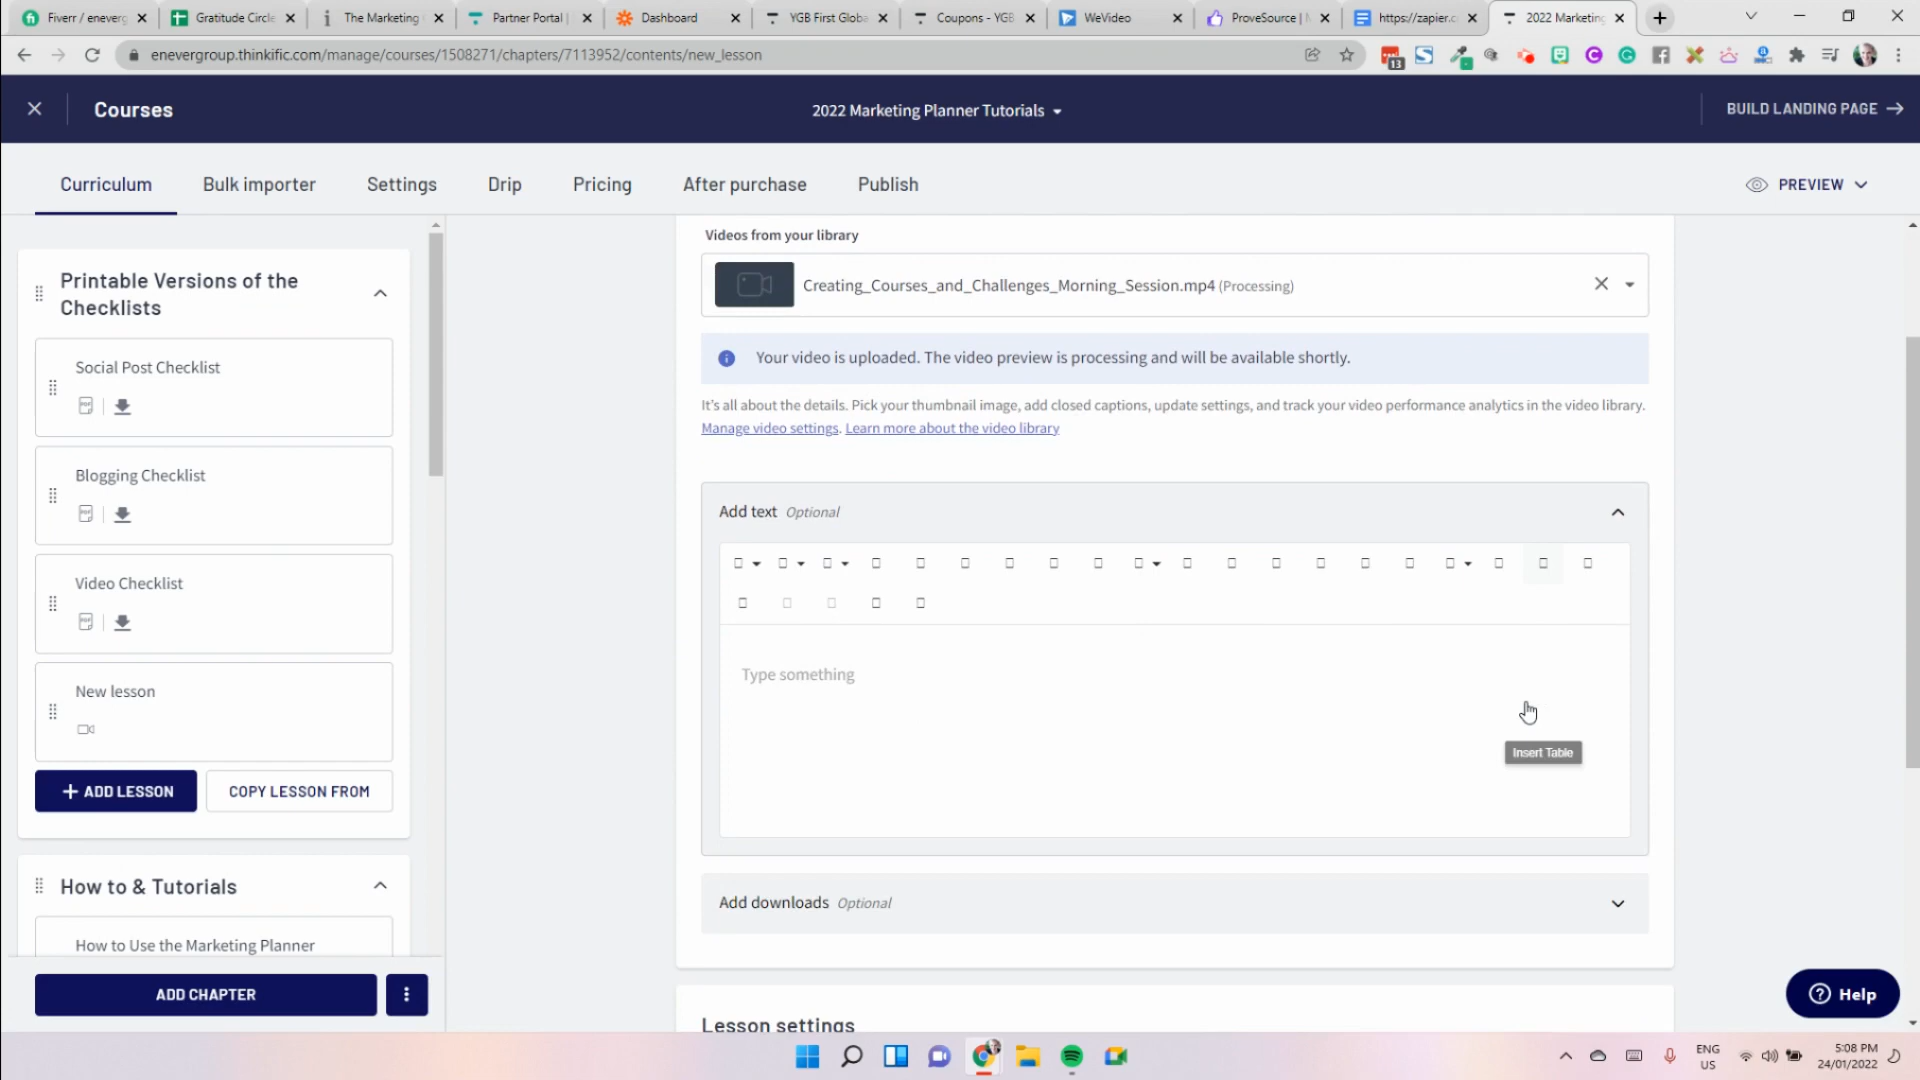 Fiverr / energ
Gratitude Circle
The Marketing
Partner Portal |
Dashboard
YGB First Globa
Coupons - YGB
WeVideo
ProveSource |
https://zapier.c
2022 Marketing
enevergroup.thinkific.com/manage/courses/1508271/chapters/7113952/contents/new_lesson
13
Courses
2022 Marketing Planner Tutorials
BUILD LANDING PAGE
Curriculum
Bulk importer
Settings
Drip
Pricing
After purchase
Publish
PREVIEW
Printable Versions of the
Checklists
Social Post Checklist
Blogging Checklist
Video Checklist
New lesson
+ ADD LESSON
COPY LESSON FROM
How to & Tutorials
How to Use the Marketing Planner
ADD CHAPTER
Videos from your library
Creating_Courses_and_Challenges_Morning_Session.mp4 (Processing)
Your video is uploaded. The video preview is processing and will be available shortly.
It's all about the details. Pick your thumbnail image, add closed captions, update settings, and track your video performance analytics in the video library.
Manage video settings. Learn more about the video library
Add text Optional
Type something
Insert Table
Add downloads Optional
Lesson settings
Help
ENG
US
5:08 PM
24/01/2022